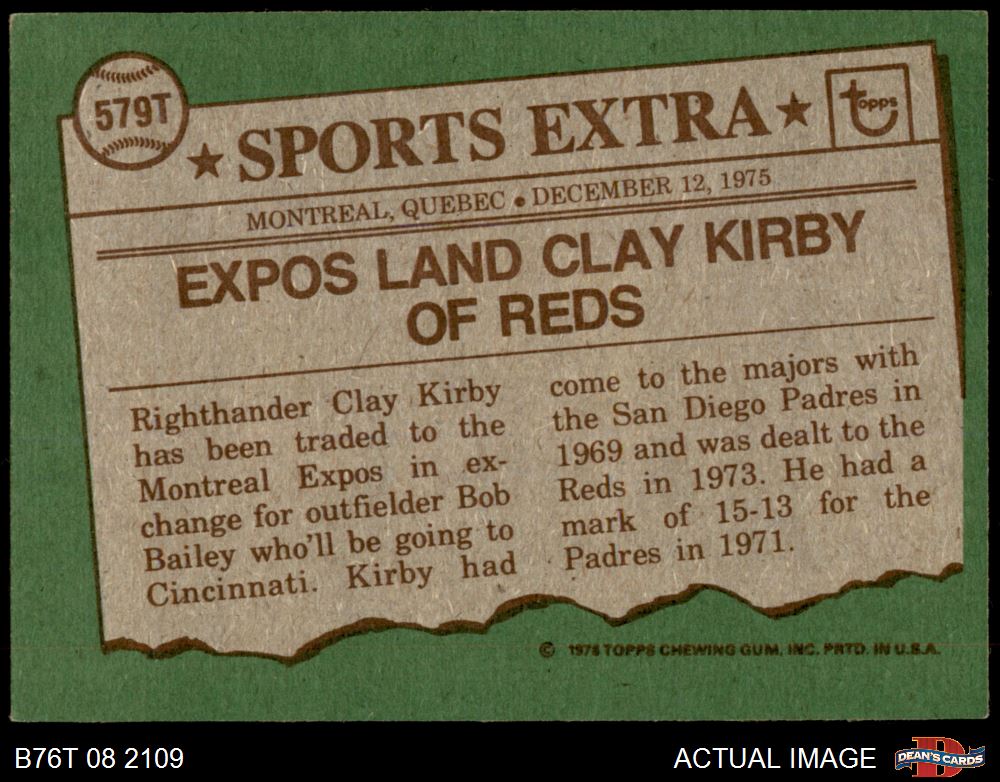 579T
★ SPORTS EXTRA ★
Topps
MONTREAL, QUEBEC • DECEMBER 12, 1975
EXPOS LAND CLAY KIRBY
OF REDS
Righthander Clay Kirby
has been traded to the
Montreal Expos in ex-
change for outfielder Bob
Bailey who'll be going to
Cincinnati. Kirby had
come to the majors with
the San Diego Padres in
1969 and was dealt to the
Reds in 1973. He had a
mark of 15-13 for the
Padres in 1971.
© 1976 TOPPS CHEWING GUM, INC. PRTD. IN U.S.A.
B76T 08 2109
ACTUAL IMAGE
D
DEAN'S CARDS